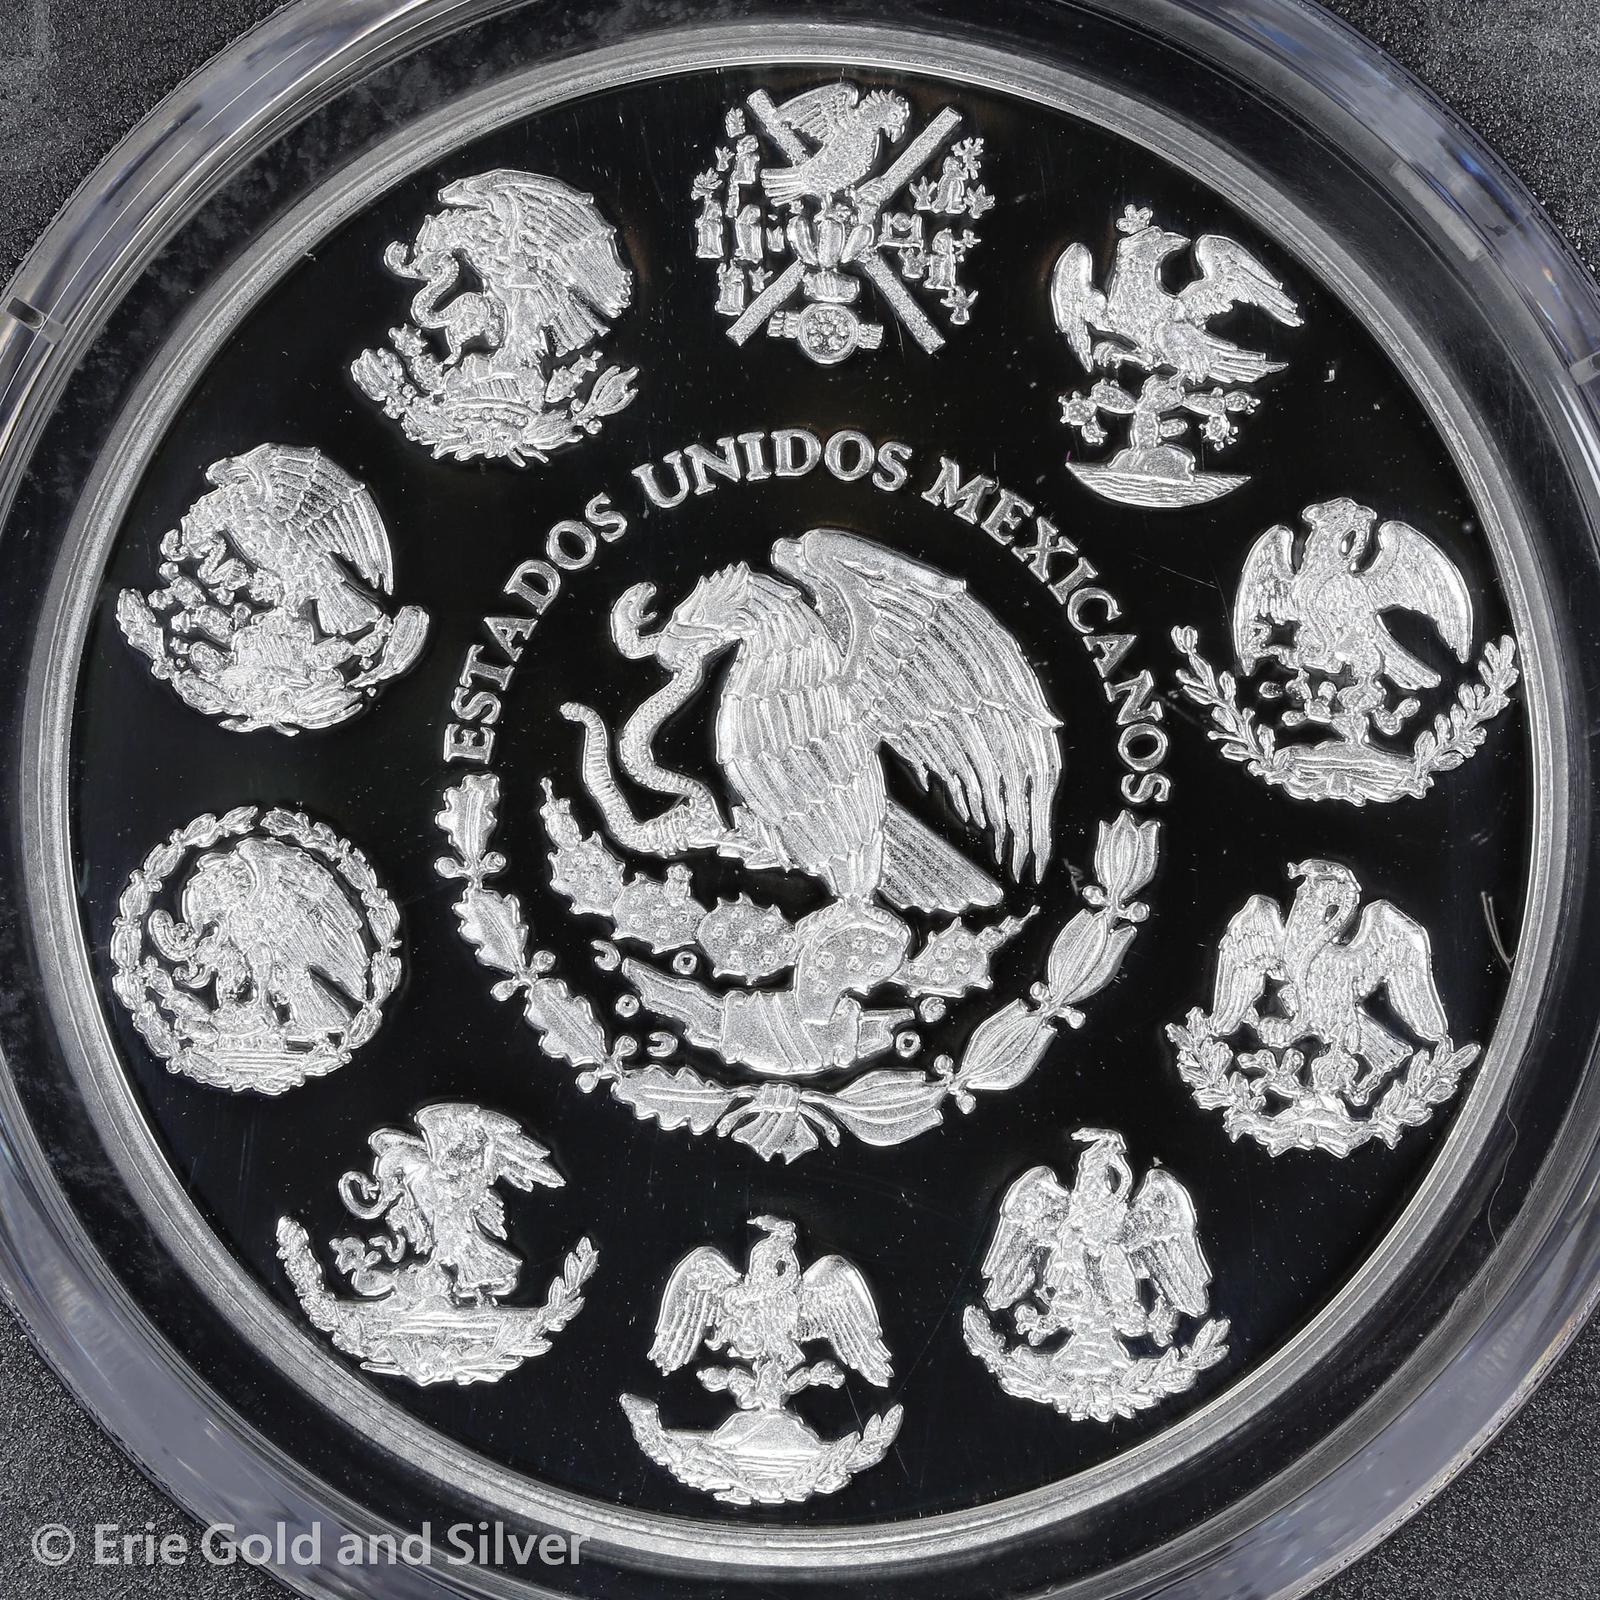 ESTADOS UNIDOS MEXICANOS
© Erie Gold and Silver